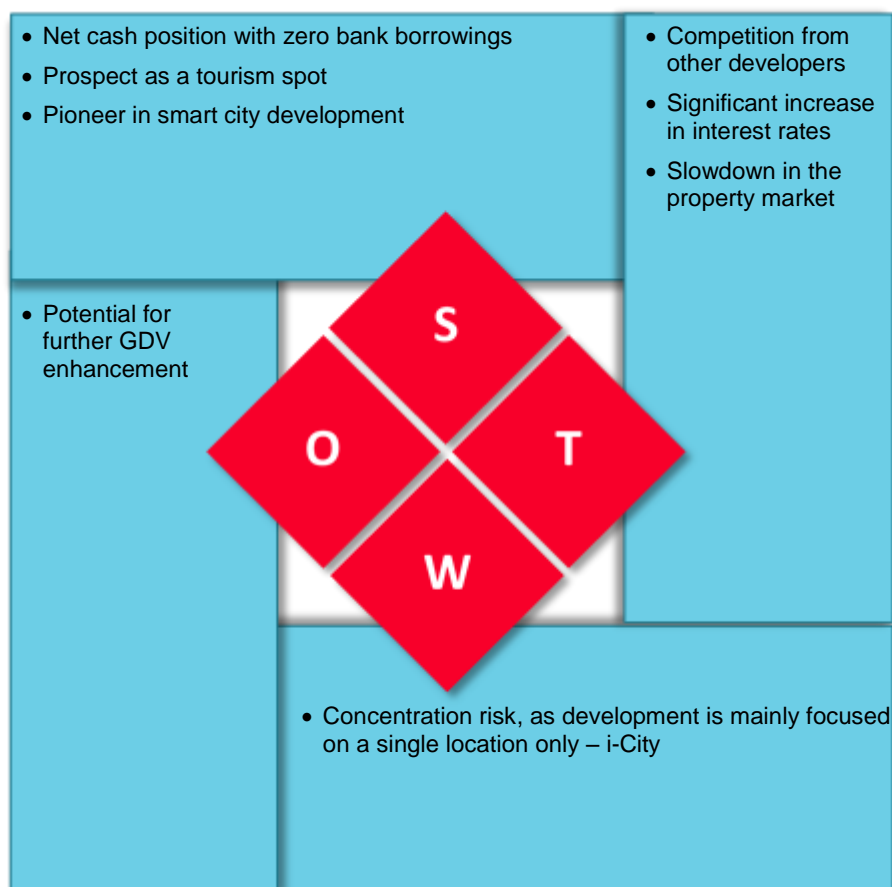 • Net cash position with zero bank borrowings
• Prospect as a tourism spot
• Pioneer in smart city development
• Competition from
other developers
• Significant increase
in interest rates
• Slowdown in the
property market
• Potential for
further GDV
enhancement
S
O
T
W
• Concentration risk, as development is mainly focused
on a single location only – i-City